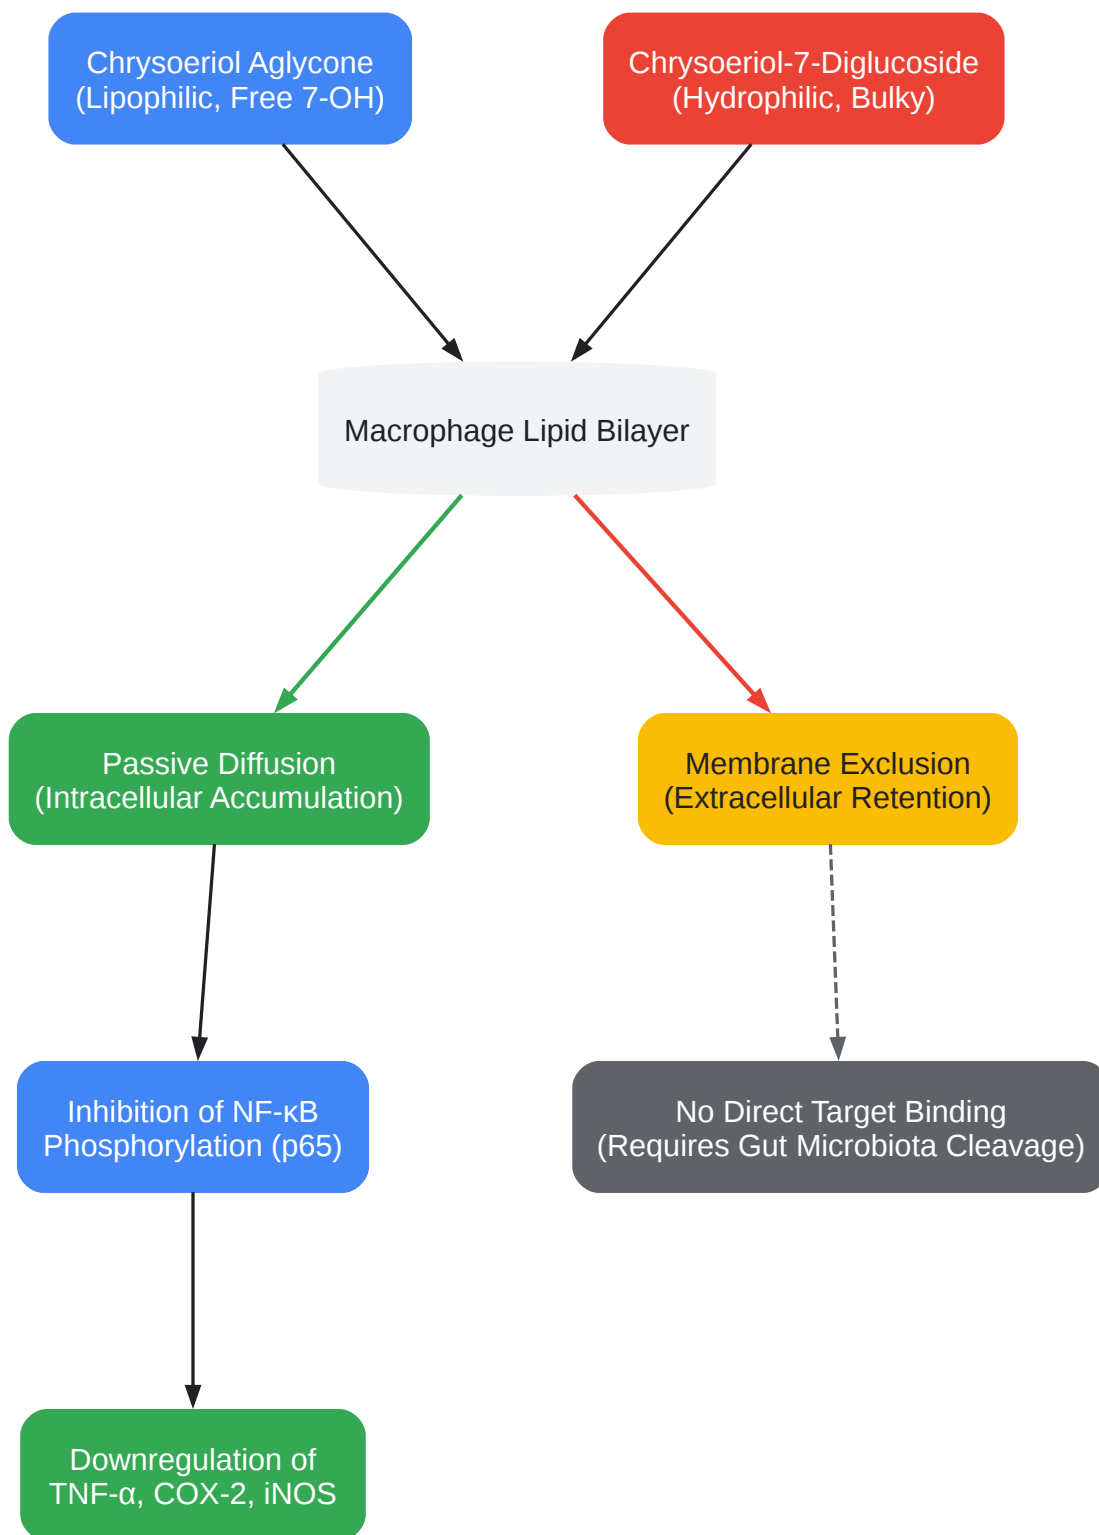 Chrysoeriol Aglycone
(Lipophilic, Free 7-OH)
Chrysoeriol-7-Diglucoside
(Hydrophilic, Bulky)
Macrophage Lipid Bilayer
Passive Diffusion
(Intracellular Accumulation)
Membrane Exclusion
(Extracellular Retention)
Inhibition of NF-κB
Phosphorylation (p65)
No Direct Target Binding
(Requires Gut Microbiota Cleavage)
Downregulation of
TNF-α, COX-2, iNOS